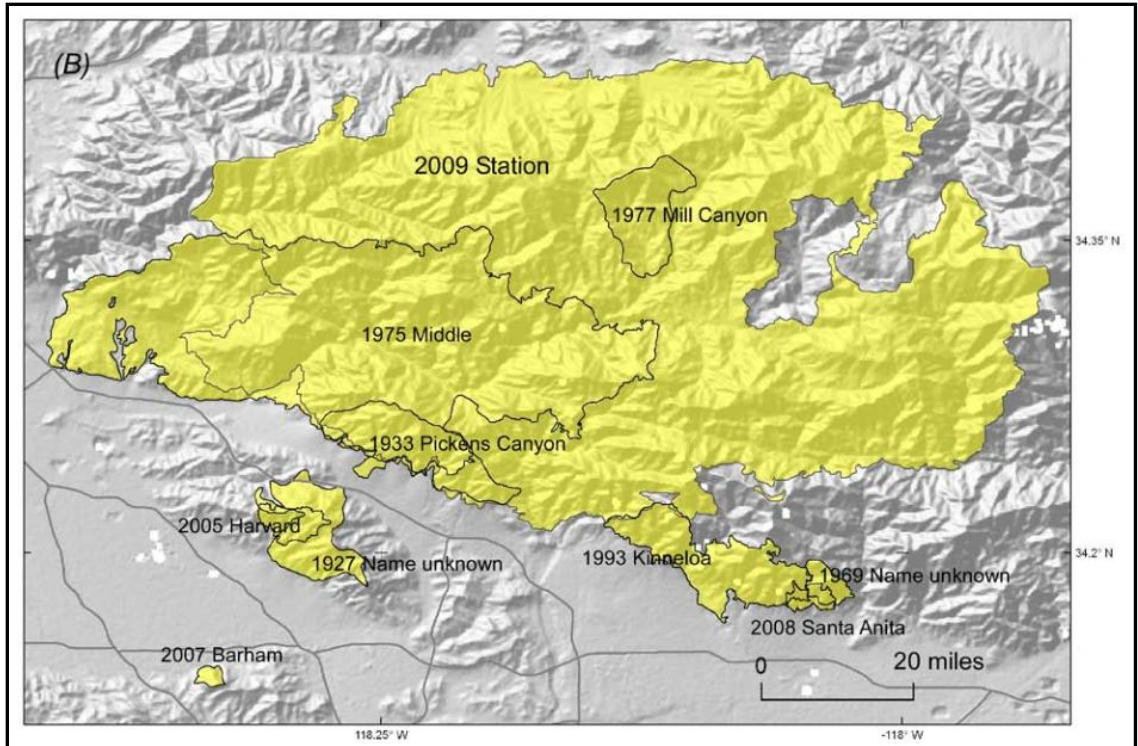 (B)
2009 Station
1977 Mill Canyon
34.35° N
1975 Middle
1933 Pickens Canyon
2005 Harvard
1927 Name unknown
1993 Kinneloa
34.2° N
1969 Name unknown
2008 Santa Anita
2007 Barham
0 20 miles
118.25° W
-118° W